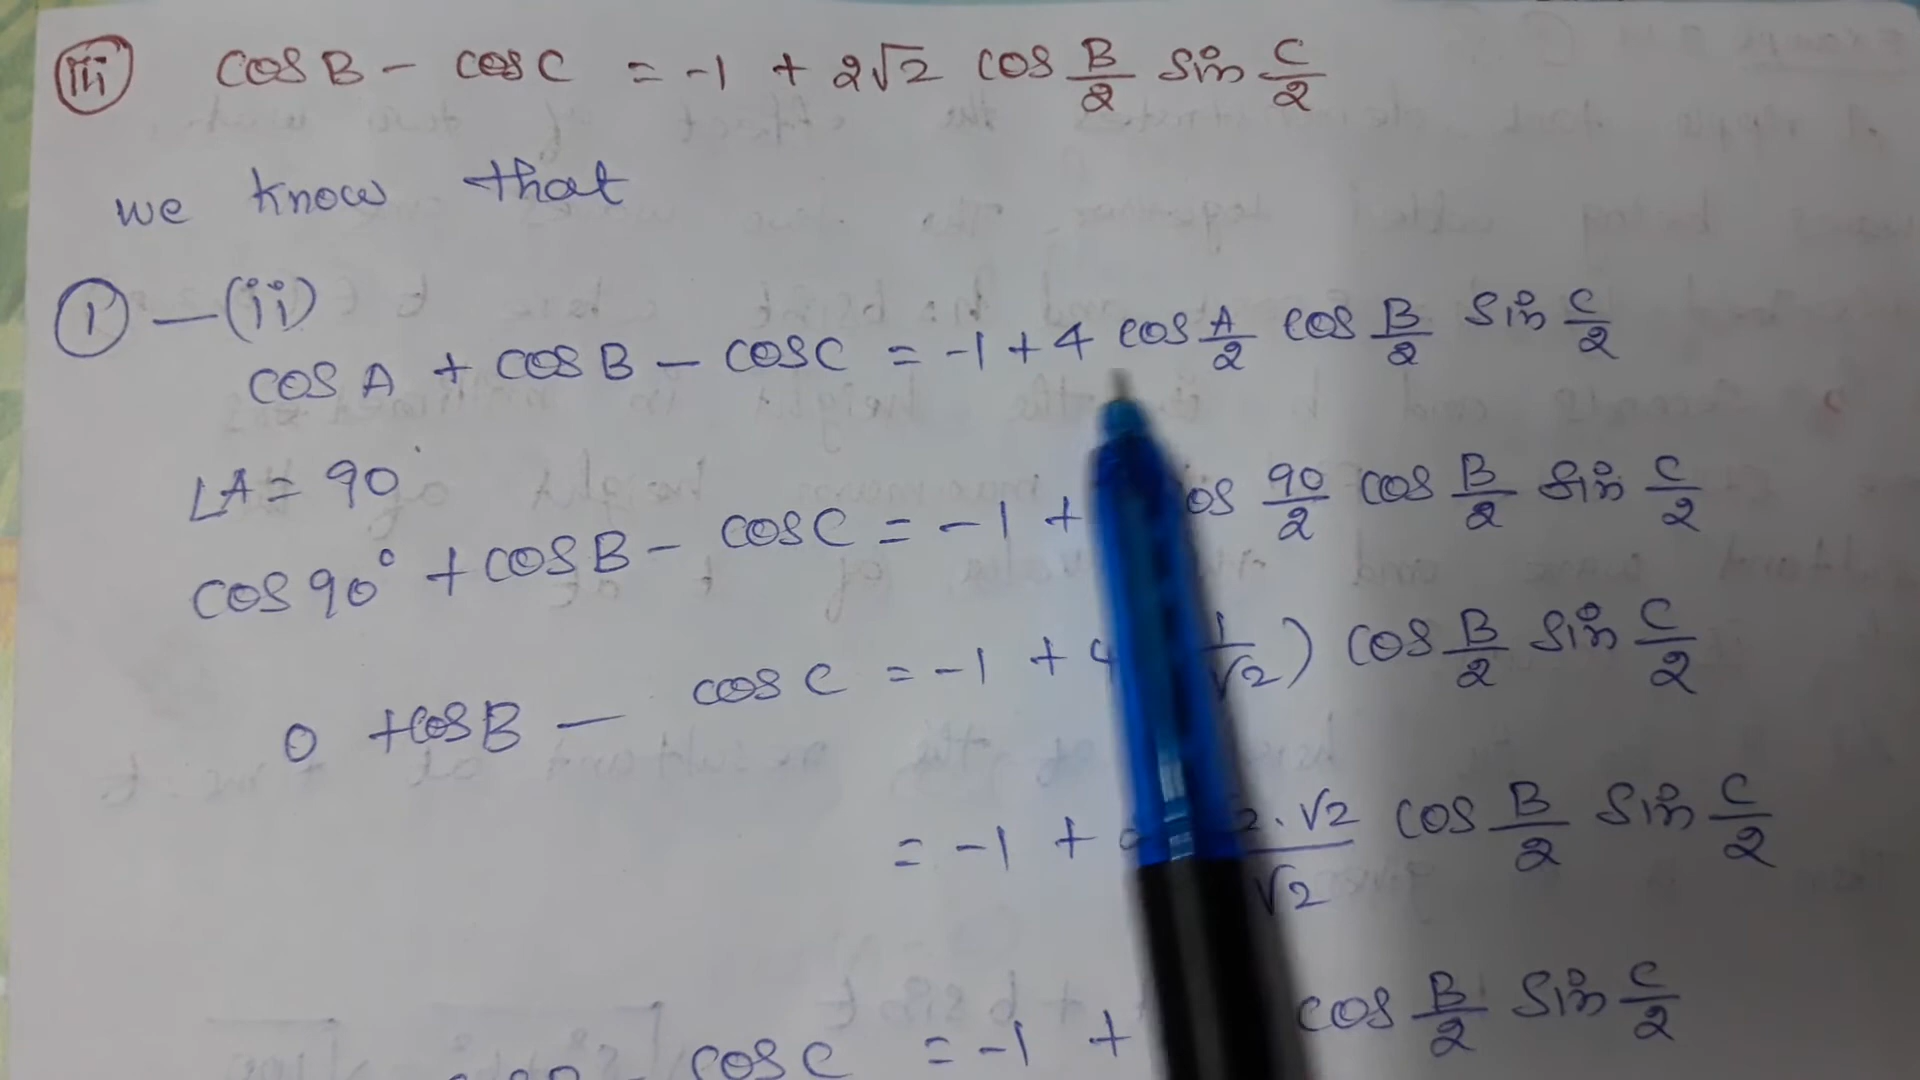 (iii) cos B - cos C = -1 + 2√2 cos B/2 sin C/2
we know that
① - (ii)
cos A + cos B - cos C = -1 + 4 cos A/2 cos B/2 sin C/2
∠A = 90
cos 90° + cos B - cos C = -1 + os 90/2 cos B/2 sin C/2
0 + cos B - cos C = -1 + 4 1/√2) cos B/2 sin C/2
= -1 + 2.√2/√2 cos B/2 sin C/2
cos C = -1 + cos B/2 sin C/2